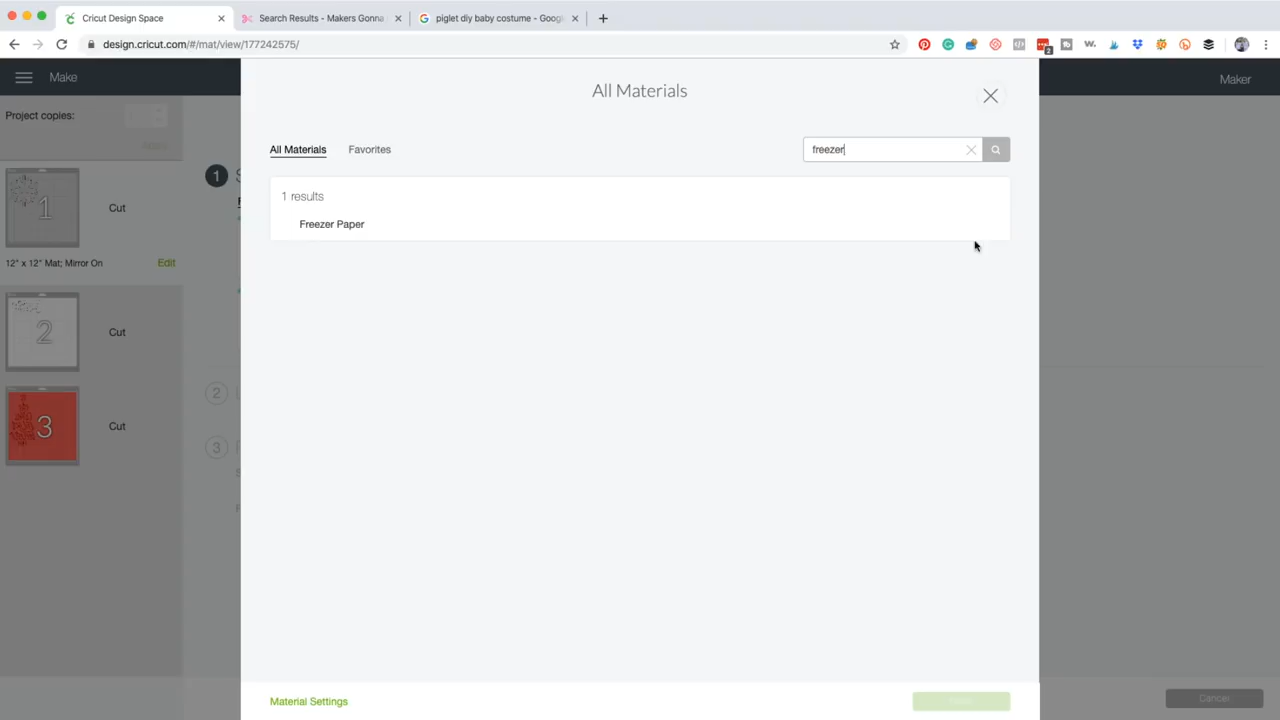 Cricut Design Space
Search Results - Makers Gonna
piglet diy baby costume - Goog
design.cricut.com/#/mat/view/177242575/
2
Make
Maker
Project copies:
All Materials
All Materials
Favorites
freezer
1 results
Freezer Paper
1
1
Cut
12" x 12" Mat; Mirror On
Edit
2
Cut
2
3
Cut
3
Material Settings
Cancel